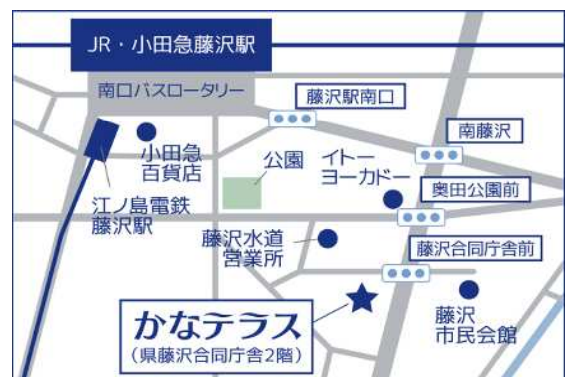 JR・小田急藤沢駅
南口バスロータリー
藤沢駅南口
南藤沢
小田急
百貨店
公園
イトー
ヨーカドー
奥田公園前
江ノ島電鉄
藤沢駅
藤沢水道
営業所
藤沢合同庁舎前
かなテラス
(県藤沢合同庁舎2階)
藤沢
市民会館